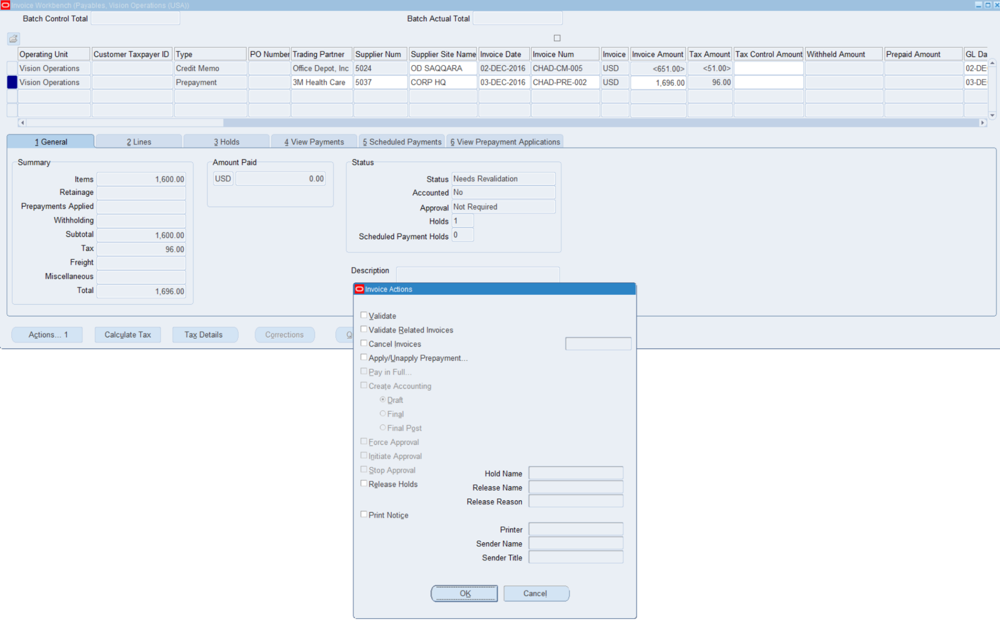 Invoice Workbench (Payables, Vision Operations (USA))
Batch Control Total
Batch Actual Total
Operating Unit Customer Taxpayer ID Type PO Number Trading Partner Supplier Num Supplier Site Name Invoice Date Invoice Num Invoice Invoice Amount Tax Amount Tax Control Amount Withheld Amount Prepaid Amount GL Da
Vision Operations Credit Memo Office Depot, Inc 5024 OD SAQQARA 02-DEC-2016 CHAD-CM-005 USD <651.00> <51.00> 02-DE
Vision Operations Prepayment 3M Health Care 5037 CORP HQ 03-DEC-2016 CHAD-PRE-002 USD 1,696.00 96.00 03-DE
1 General 2 Lines 3 Holds 4 View Payments 5 Scheduled Payments 6 View Prepayment Applications
Summary
Items 1,600.00
Retainage
Prepayments Applied
Withholding
Subtotal 1,600.00
Tax 96.00
Freight
Miscellaneous
Total 1,696.00
Amount Paid
USD 0.00
Status
Status Needs Revalidation
Accounted No
Approval Not Required
Holds 1
Scheduled Payment Holds 0
Description
Actions... 1 Calculate Tax Tax Details Corrections Q
Invoice Actions
Validate
Validate Related Invoices
Cancel Invoices
Apply/Unapply Prepayment...
Pay in Full...
Create Accounting
Draft
Final
Final Post
Force Approval
Initiate Approval
Stop Approval
Release Holds
Hold Name
Release Name
Release Reason
Print Notice
Printer
Sender Name
Sender Title
OK Cancel